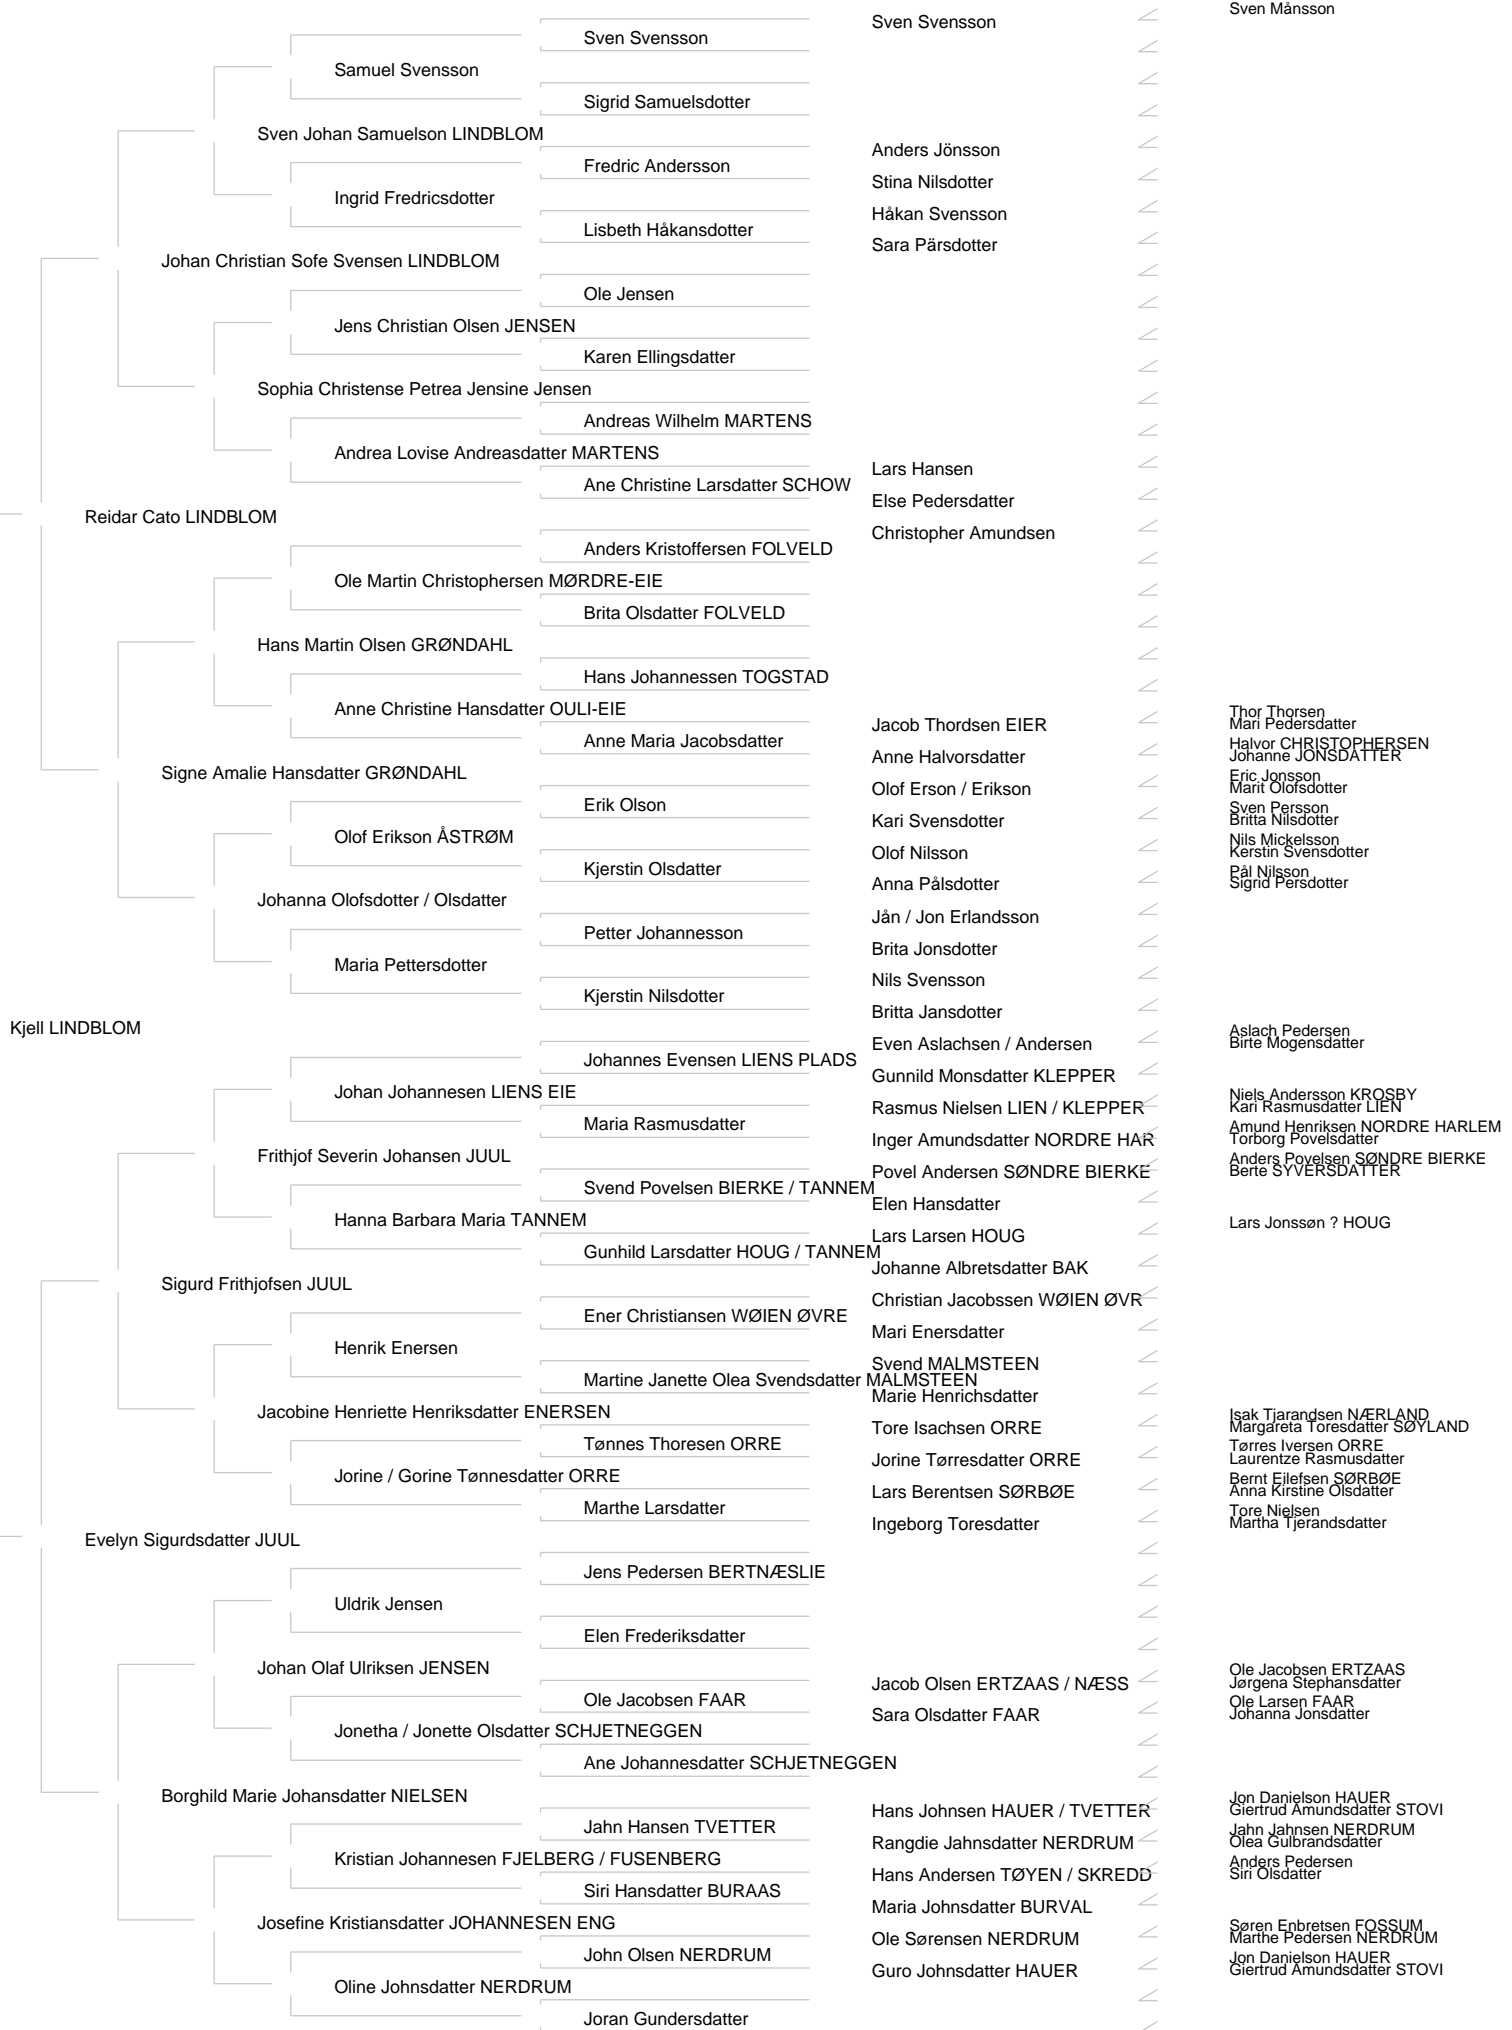 Sven Månsson
Sven Svensson
Sven Svensson
Samuel Svensson
Sigrid Samuelsdotter
Sven Johan Samuelson LINDBLOM
Anders Jönsson
Fredric Andersson
Stina Nilsdotter
Ingrid Fredricsdotter
Håkan Svensson
Lisbeth Håkansdotter
Sara Pärsdotter
Johan Christian Sofe Svensen LINDBLOM
Ole Jensen
Jens Christian Olsen JENSEN
Karen Ellingsdatter
Sophia Christense Petrea Jensine Jensen
Andreas Wilhelm MARTENS
Andrea Lovise Andreasdatter MARTENS
Lars Hansen
Ane Christine Larsdatter SCHOW
Else Pedersdatter
Reidar Cato LINDBLOM
Christopher Amundsen
Anders Kristoffersen FOLVELD
Ole Martin Christophersen MØRDRE-EIE
Brita Olsdatter FOLVELD
Hans Martin Olsen GRØNDAHL
Hans Johannessen TOGSTAD
Anne Christine Hansdatter OULI-EIE
Thor Thorsen
Jacob Thordsen EIER
Mari Pedersdatter
Anne Maria Jacobsdatter
Halvor CHRISTOPHERSEN
Anne Halvorsdatter
Johanne JONSDATTER
Signe Amalie Hansdatter GRØNDAHL
Eric Jonsson
Olof Erson / Erikson
Marit Olofsdotter
Erik Olson
Sven Persson
Kari Svensdotter
Britta Nilsdotter
Olof Erikson ÅSTRØM
Nils Mickelsson
Olof Nilsson
Kerstin Svensdotter
Kjerstin Olsdatter
Pål Nilsson
Anna Pålsdotter
Sigrid Persdotter
Johanna Olofsdotter / Olsdatter
Jån / Jon Erlandsson
Petter Johannesson
Brita Jonsdotter
Maria Pettersdotter
Nils Svensson
Kjerstin Nilsdotter
Britta Jansdotter
Kjell LINDBLOM
Aslach Pedersen
Even Aslachsen / Andersen
Birte Mogensdatter
Johannes Evensen LIENS PLADS
Gunnild Monsdatter KLEPPER
Johan Johannesen LIENS EIE
Niels Andersson KROSBY
Rasmus Nielsen LIEN / KLEPPER
Kari Rasmusdatter LIEN
Maria Rasmusdatter
Amund Henriksen NORDRE HARLEM
Inger Amundsdatter NORDRE HAR
Torborg Povelsdatter
Frithjof Severin Johansen JUUL
Anders Povelsen SØNDRE BIERKE
Povel Andersen SØNDRE BIERKE
Berte SYVERSDATTER
Svend Povelsen BIERKE / TANNEM
Elen Hansdatter
Hanna Barbara Maria TANNEM
Lars Jonssøn ? HOUG
Lars Larsen HOUG
Gunhild Larsdatter HOUG / TANNEM
Johanne Albretsdatter BAK
Sigurd Frithjofsen JUUL
Christian Jacobssen WØIEN ØVR
Ener Christiansen WØIEN ØVRE
Mari Enersdatter
Henrik Enersen
Svend MALMSTEEN
Martine Janette Olea Svendsdatter MALMSTEEN
Marie Henrichsdatter
Jacobine Henriette Henriksdatter ENERSEN
Isak Tjarandsen NÆRLAND
Tore Isachsen ORRE
Margareta Toresdatter SØYLAND
Tønnes Thoresen ORRE
Tørres Iversen ORRE
Jorine Tørresdatter ORRE
Laurentze Rasmusdatter
Jorine / Gorine Tønnesdatter ORRE
Bernt Eilefsen SØRBØE
Lars Berentsen SØRBØE
Anna Kirstine Olsdatter
Marthe Larsdatter
Tore Nielsen
Ingeborg Toresdatter
Martha Tjerandsdatter
Evelyn Sigurdsdatter JUUL
Jens Pedersen BERTNÆSLIE
Uldrik Jensen
Elen Frederiksdatter
Johan Olaf Ulriksen JENSEN
Ole Jacobsen ERTZAAS
Jacob Olsen ERTZAAS / NÆSS
Jørgena Stephansdatter
Ole Jacobsen FAAR
Ole Larsen FAAR
Sara Olsdatter FAAR
Johanna Jonsdatter
Jonetha / Jonette Olsdatter SCHJETNEGGEN
Ane Johannesdatter SCHJETNEGGEN
Borghild Marie Johansdatter NIELSEN
Jon Danielson HAUER
Hans Johnsen HAUER / TVETTER
Giertrud Amundsdatter STOVI
Jahn Hansen TVETTER
Jahn Jahnsen NERDRUM
Rangdie Jahnsdatter NERDRUM
Olea Gulbrandsdatter
Kristian Johannesen FJELBERG / FUSENBERG
Anders Pedersen
Hans Andersen TØYEN / SKREDD
Siri Olsdatter
Siri Hansdatter BURAAS
Maria Johnsdatter BURVAL
Josefine Kristiansdatter JOHANNESEN ENG
Søren Enbretsen FOSSUM
Ole Sørensen NERDRUM
Marthe Pedersen NERDRUM
John Olsen NERDRUM
Jon Danielson HAUER
Guro Johnsdatter HAUER
Giertrud Amundsdatter STOVI
Oline Johnsdatter NERDRUM
Joran Gundersdatter